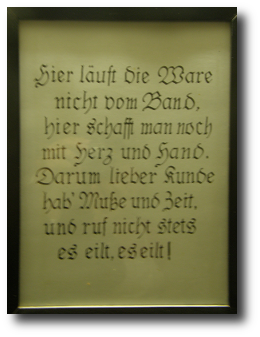 Hier läuft die Ware
nicht vom Band,
hier schafft man noch
mit Herz und Hand.
Darum lieber Kunde
hab' Muße und Zeit,
und ruf nicht stets
es eilt, es eilt!